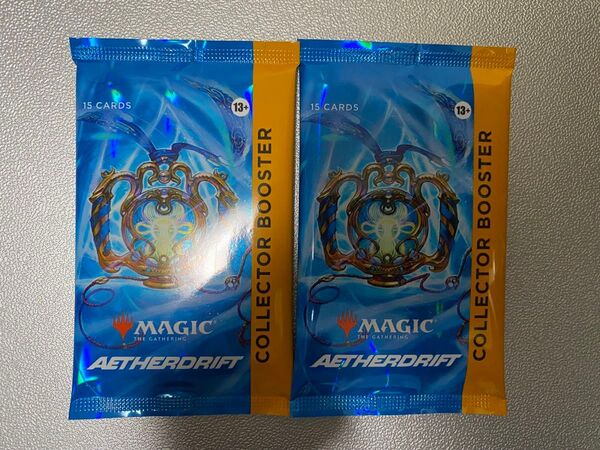 15 CARDS
13+
MAGIC
THE GATHERING
AETHERDRIFT
COLLECTOR BOOSTER
15 CARDS
13+
MAGIC
THE GATHERING
AETHERDRIFT
COLLECTOR BOOSTER